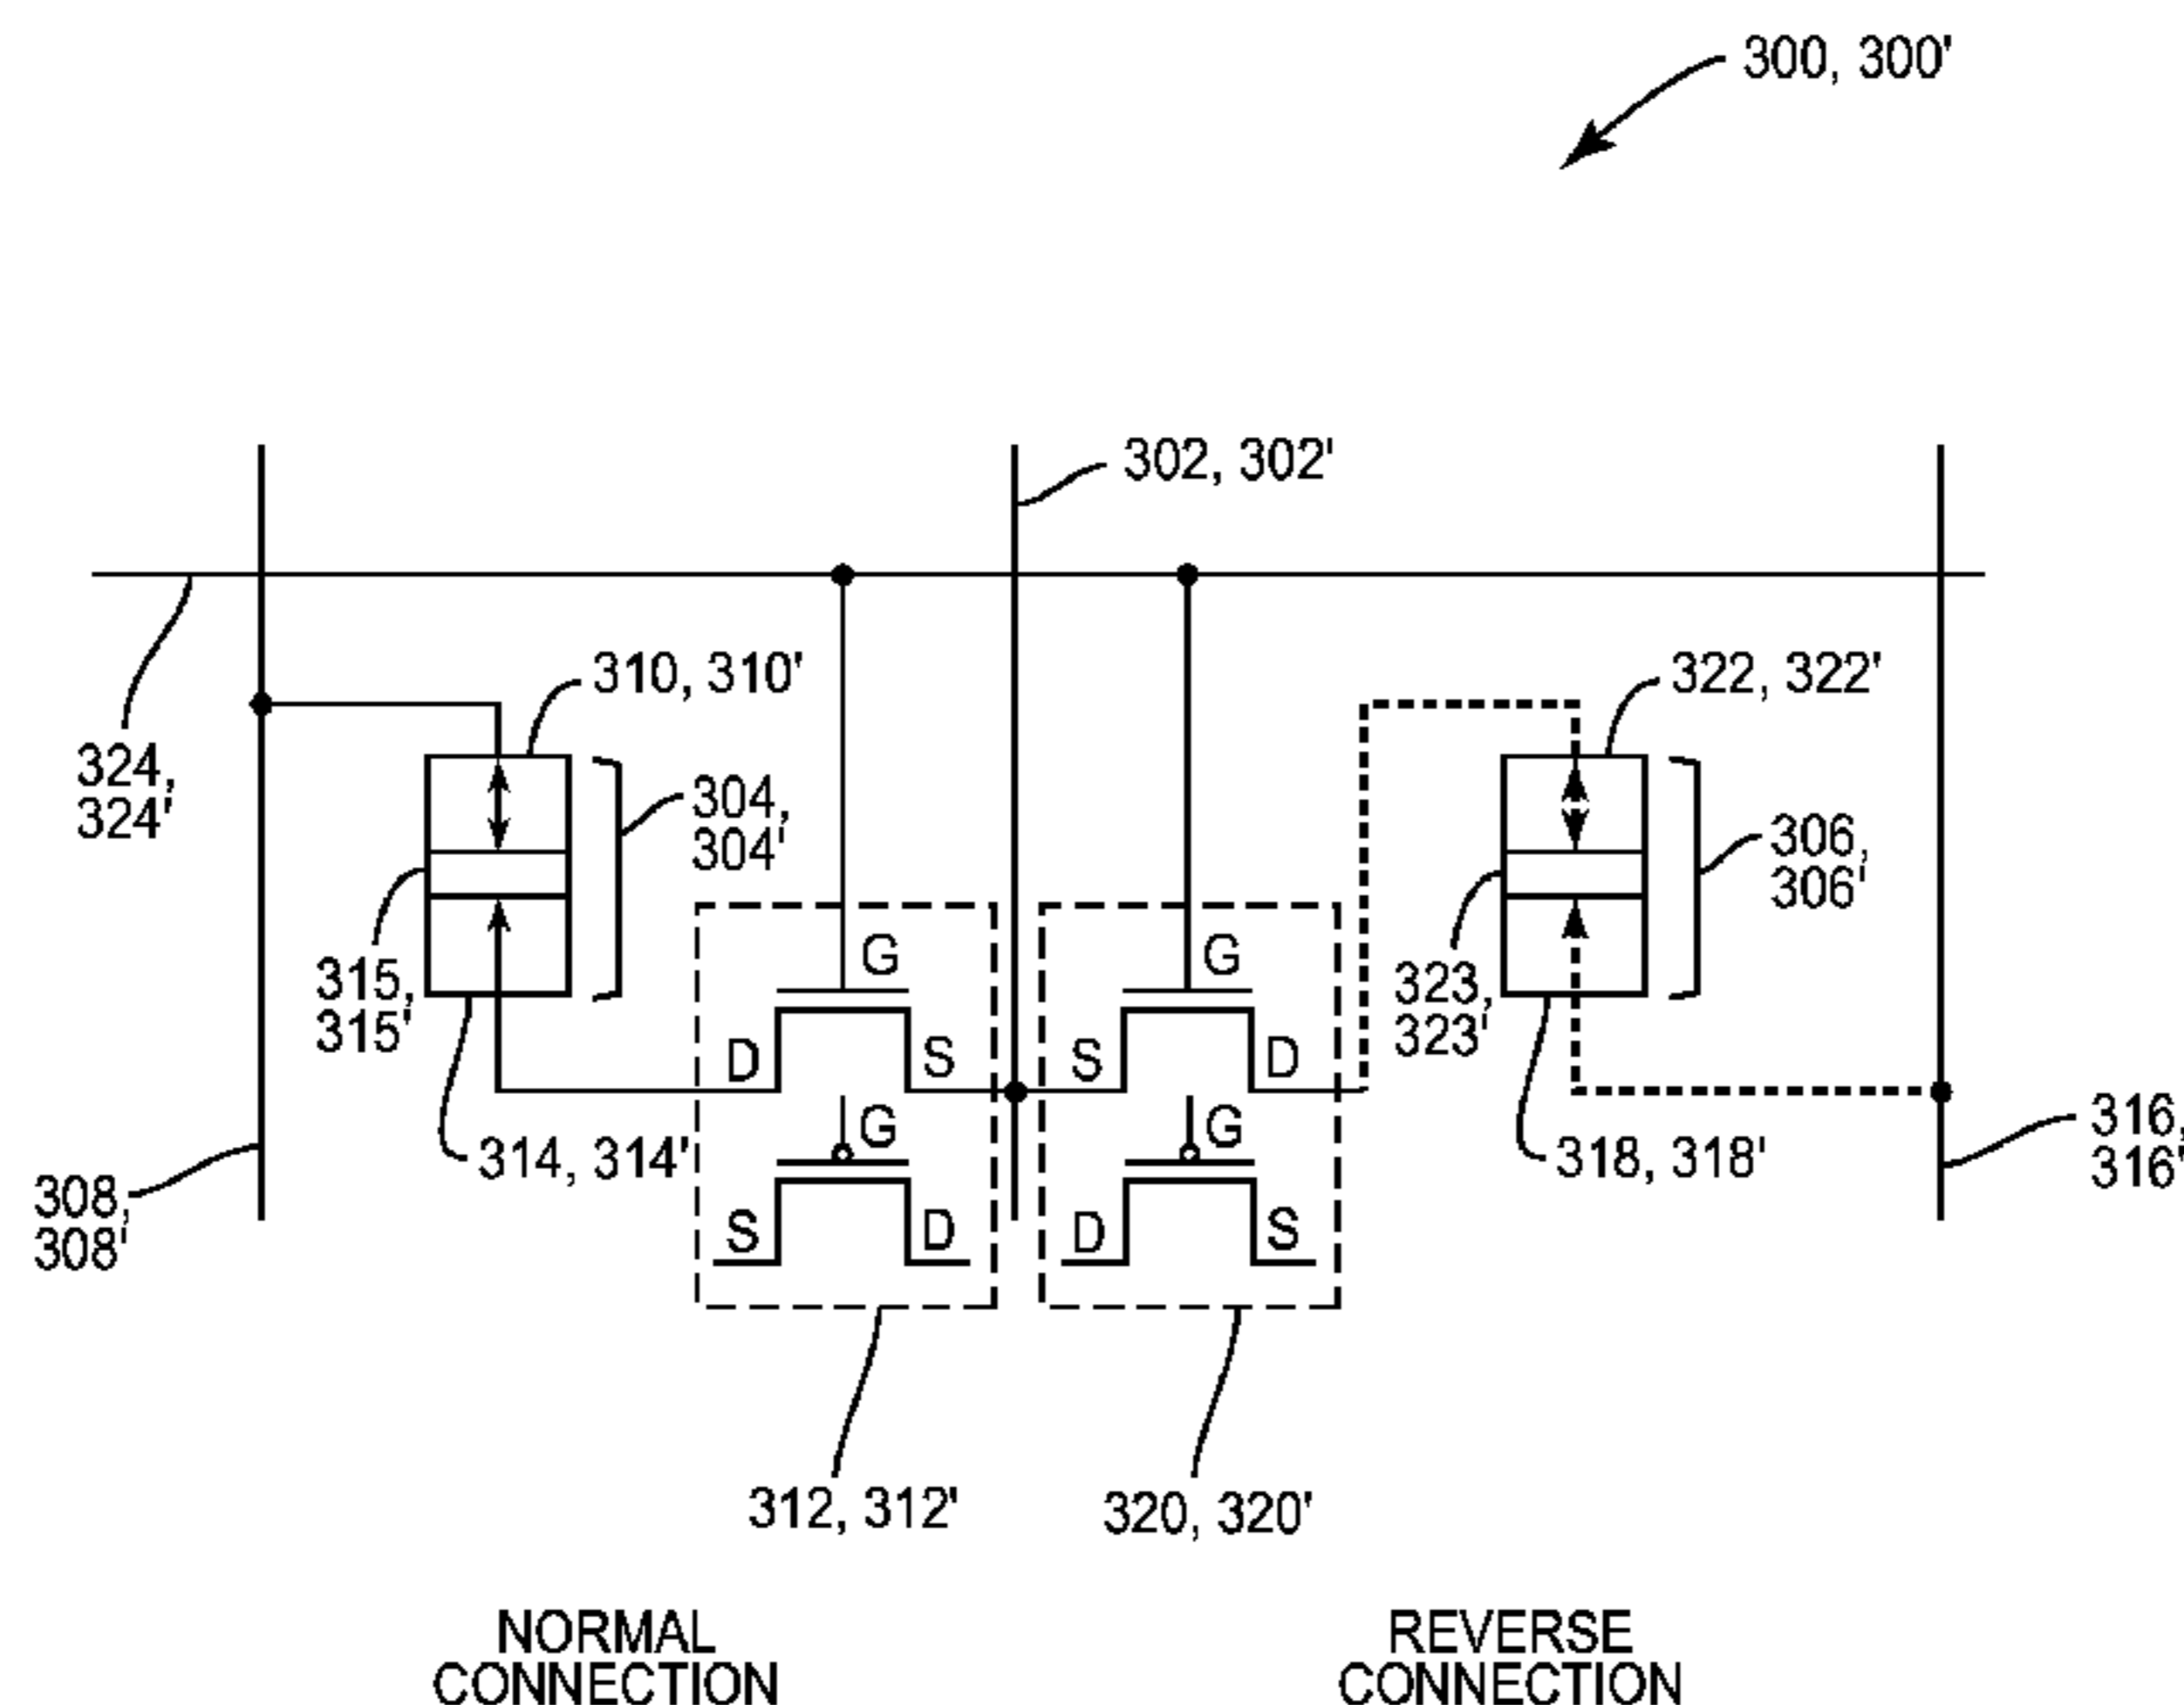 300, 300'
302, 302'
310, 310'
322, 322'
324,
324'
304,
304'
306,
306'
G
G
315,
315'
323,
323'
D
S
S
D
G
G
314, 314'
318, 318'
316,
316'
308,
308'
S
D
D
S
312, 312'
320, 320'
NORMAL
CONNECTION
REVERSE
CONNECTION